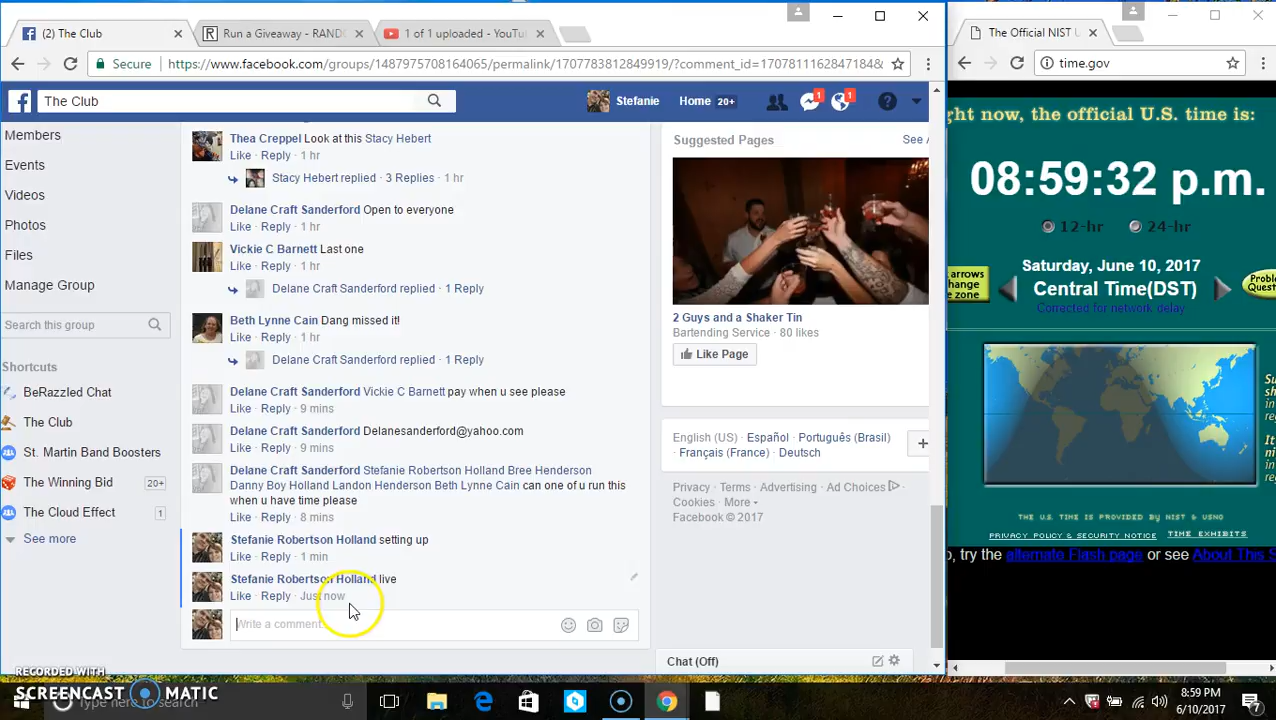 (2) The Club
Run a Giveaway - RAND
1 of 1 uploaded - YouTu
Secure
https://www.facebook.com/groups/1487975708164065/permalink/1707783812849919/?comment_id=1707811162847184&
The Club
Stefanie
Home 20+
1
1
Members
Events
Videos
Photos
Files
Manage Group
Search this group
Shortcuts
BeRazzled Chat
The Club
St. Martin Band Boosters
The Winning Bid 20+
The Cloud Effect 1
See more
Thea Creppel Look at this Stacy Hebert
Like · Reply · 1 hr
Stacy Hebert replied · 3 Replies · 1 hr
Delane Craft Sanderford Open to everyone
Like · Reply · 1 hr
Vickie C Barnett Last one
Like · Reply · 1 hr
Delane Craft Sanderford replied · 1 Reply
Beth Lynne Cain Dang missed it!
Like · Reply · 1 hr
Delane Craft Sanderford replied · 1 Reply
Delane Craft Sanderford Vickie C Barnett pay when u see please
Like · Reply · 9 mins
Delane Craft Sanderford Delanesanderford@yahoo.com
Like · Reply · 9 mins
Delane Craft Sanderford Stefanie Robertson Holland Bree Henderson
Danny Boy Holland Landon Henderson Beth Lynne Cain can one of u run this
when u have time please
Like · Reply · 8 mins
Stefanie Robertson Holland setting up
Like · Reply · 1 min
Stefanie Robertson Holland live
Like · Reply · Just now
Write a comment...
Suggested Pages
See A
2 Guys and a Shaker Tin
Bartending Service · 80 likes
Like Page
English (US) · Español · Português (Brasil)
· Français (France) · Deutsch
Privacy · Terms · Advertising · Ad Choices
Cookies · More
Facebook © 2017
Chat (Off)
The Official NIST U
time.gov
ght now, the official U.S. time is:
08:59:32 p.m.
12-hr
24-hr
arrows
change
e zone
Saturday, June 10, 2017
Central Time(DST)
Corrected for network delay
Proble
Quest
THE U.S. TIME IS PROVIDED BY NIST & USNO
PRIVACY POLICY & SECURITY NOTICE
TIME EXHIBITS
o, try the alternate Flash page or see About This S
RECORDED WITH
SCREENCAST MATIC
Type here to search
8:59 PM
6/10/2017
7